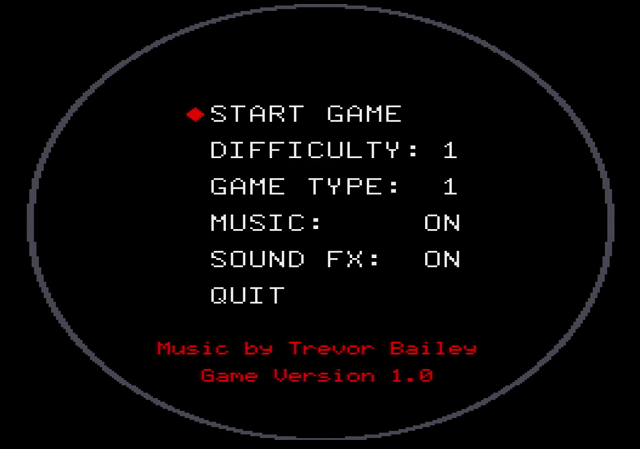 START GAME
DIFFICULTY: 1
GAME TYPE: 1
MUSIC: ON
SOUND FX: ON
QUIT
Music by Trevor Bailey
Game Version 1.0